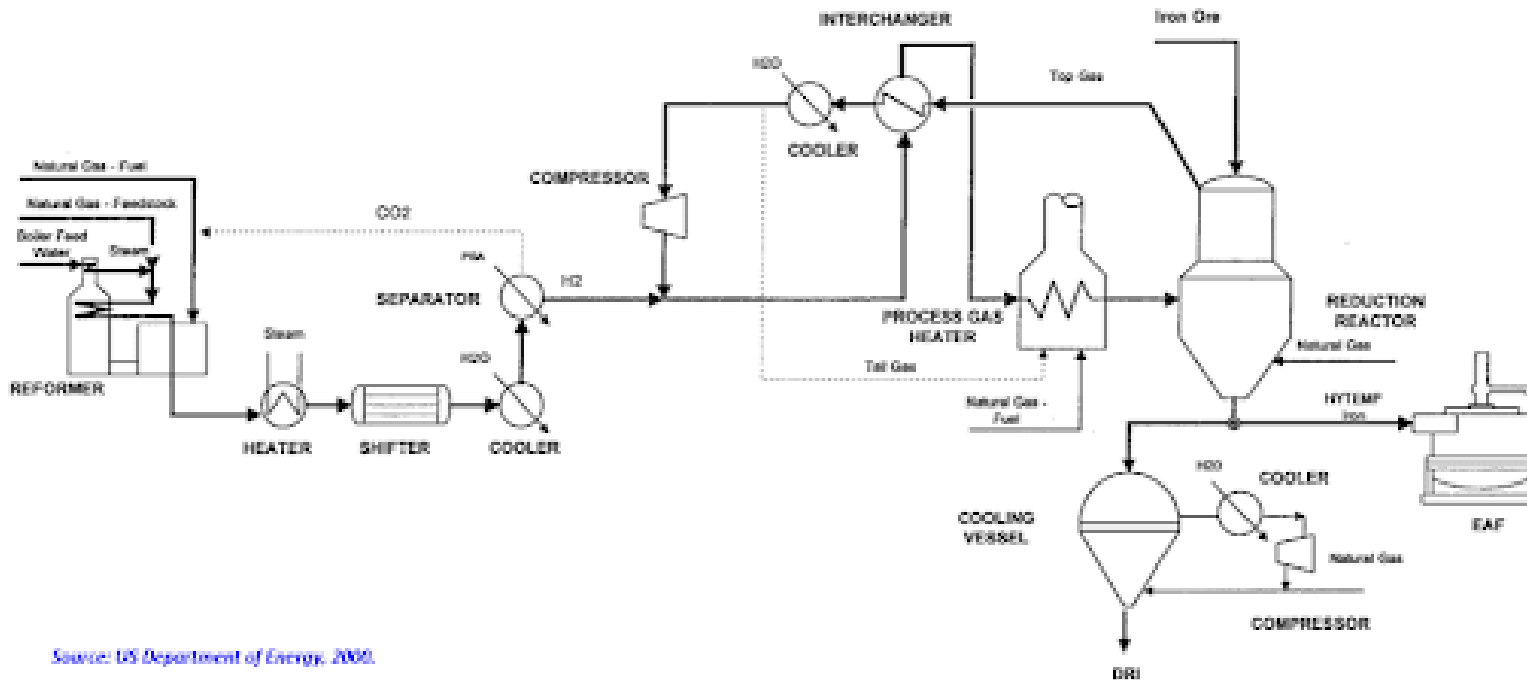 INTERCHANGER
Iron Ore
H2O
Top Gas
COOLER
Natural Gas - Fuel
COMPRESSOR
Natural Gas - Feedstock
CO2
Boiler Feed
Water
Steam
PSA
H2
SEPARATOR
PROCESS GAS
HEATER
REDUCTION
REACTOR
Steam
H2O
Natural Gas
REFORMER
Tail Gas
Natural Gas -
Fuel
HYTEMP
Iron
HEATER
SHIFTER
COOLER
H2O
COOLER
COOLING
VESSEL
EAF
Natural Gas
COMPRESSOR
Source: US Department of Energy, 2000.
DRI